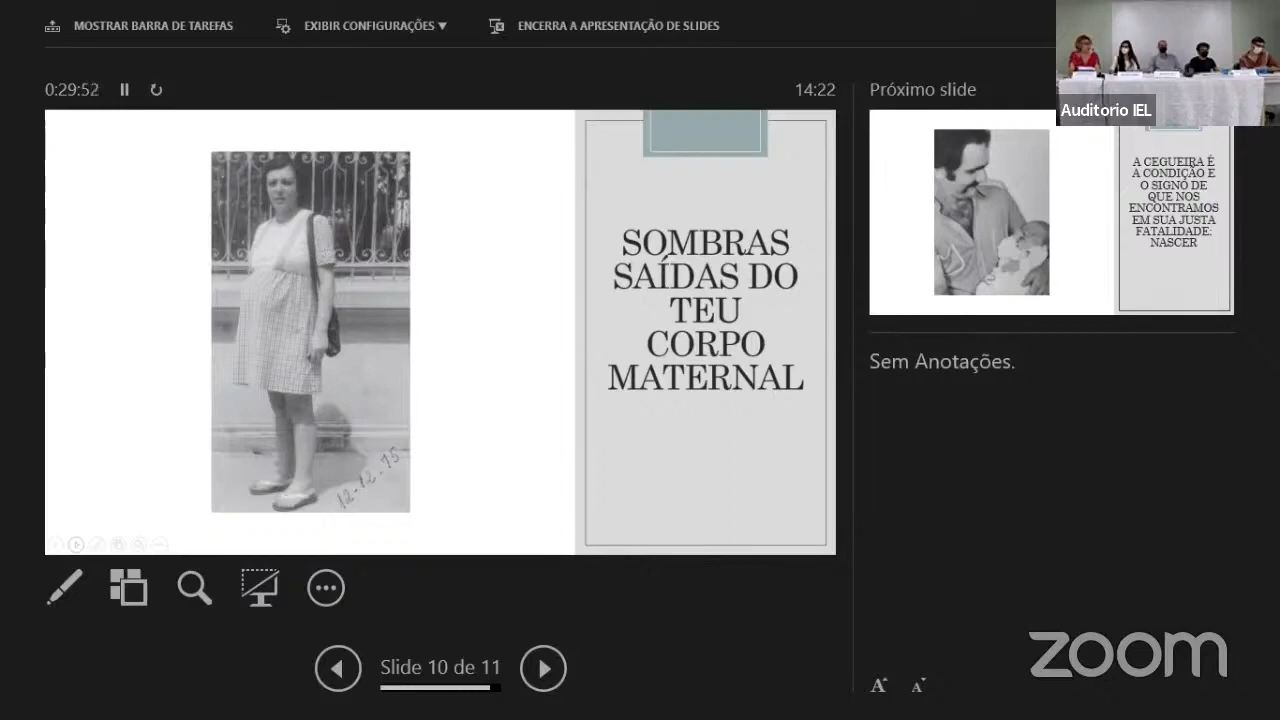 MOSTRAR BARRA DE TAREFAS
EXIBIR CONFIGURAÇÕES ▼
ENCERRA A APRESENTAÇÃO DE SLIDES
Auditorio IEL
0:29:52
14:22
Próximo slide
SOMBRAS
SAÍDAS DO
TEU
CORPO
MATERNAL
12-12-75
A CEGUEIRA É
A CONDIÇÃO E
O SIGNO DE
QUE NOS
ENCONTRAMOS
EM SUA JUSTA
FATALIDADE:
NASCER
Sem Anotações.
Slide 10 de 11
A A
zoom